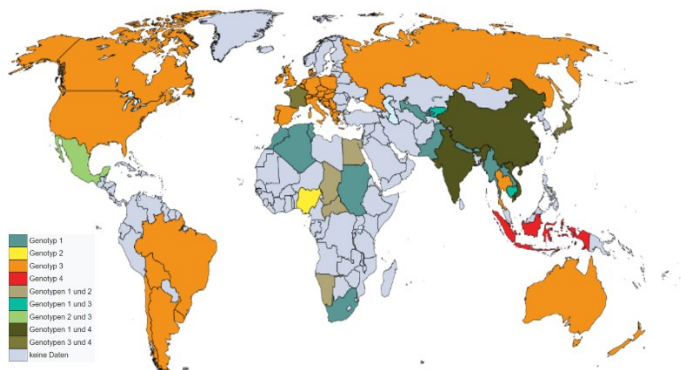 Genotyp 1
Genotyp 2
Genotyp 3
Genotyp 4
Genotypen 1 und 2
Genotypen 1 und 3
Genotypen 2 und 3
Genotypen 1 und 4
Genotypen 3 und 4
keine Daten